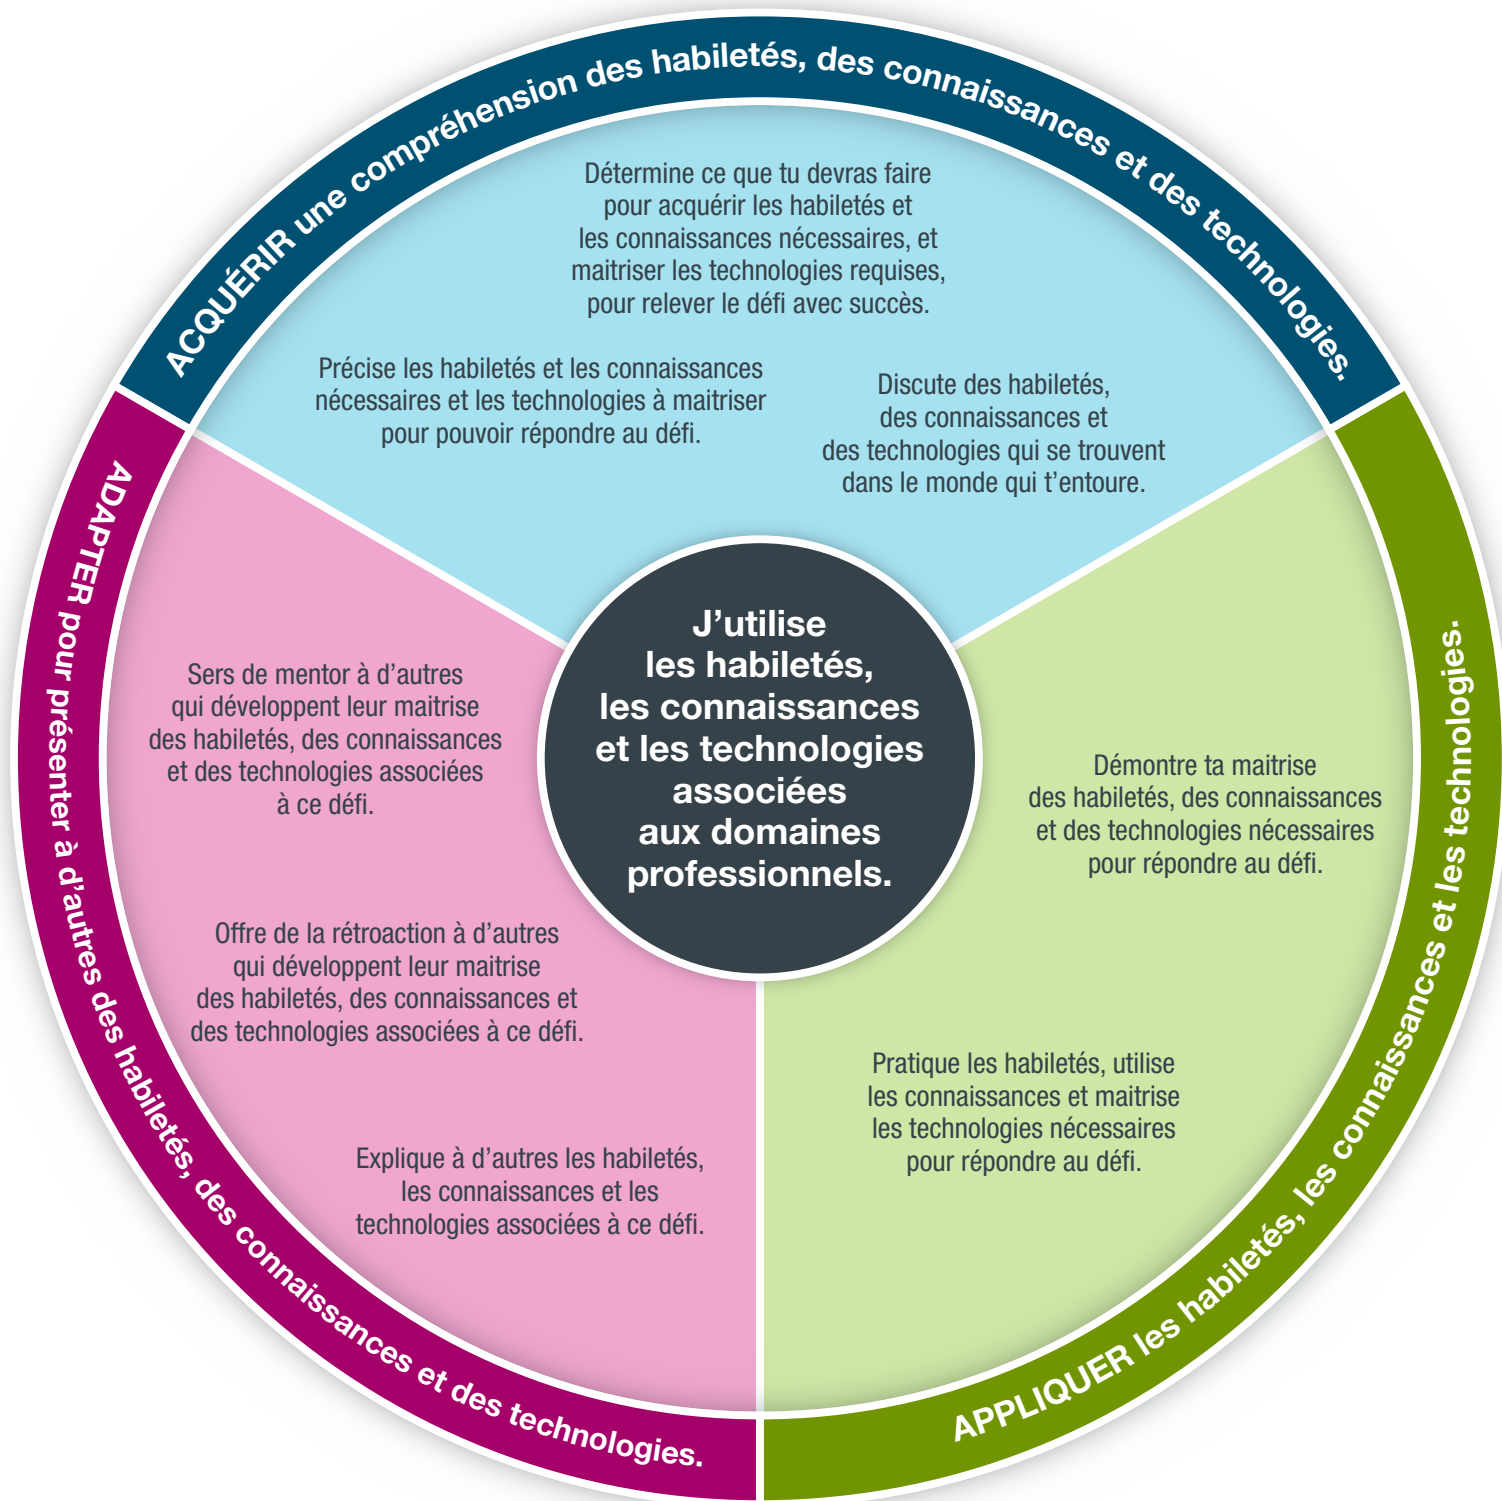 ACQUÉRIR une compréhension des habiletés, des connaissances et des technologies.
Détermine ce que tu devras faire
pour acquérir les habiletés et
les connaissances nécessaires, et
maitriser les technologies requises,
pour relever le défi avec succès.
Précise les habiletés et les connaissances
nécessaires et les technologies à maitriser
pour pouvoir répondre au défi.
Discute des habiletés,
des connaissances et
des technologies qui se trouvent
dans le monde qui t’entoure.
J’utilise
les habiletés,
les connaissances
et les technologies
associées
aux domaines
professionnels.
APPLIQUER les habiletés, les connaissances et les technologies.
Démontre ta maitrise
des habiletés, des connaissances
et des technologies nécessaires
pour répondre au défi.
Pratique les habiletés, utilise
les connaissances et maitrise
les technologies nécessaires
pour répondre au défi.
ADAPTER pour présenter à d’autres des habiletés, des connaissances et des technologies.
Sers de mentor à d’autres
qui développent leur maitrise
des habiletés, des connaissances
et des technologies associées
à ce défi.
Offre de la rétroaction à d’autres
qui développent leur maitrise
des habiletés, des connaissances et
des technologies associées à ce défi.
Explique à d’autres les habiletés,
les connaissances et les
technologies associées à ce défi.